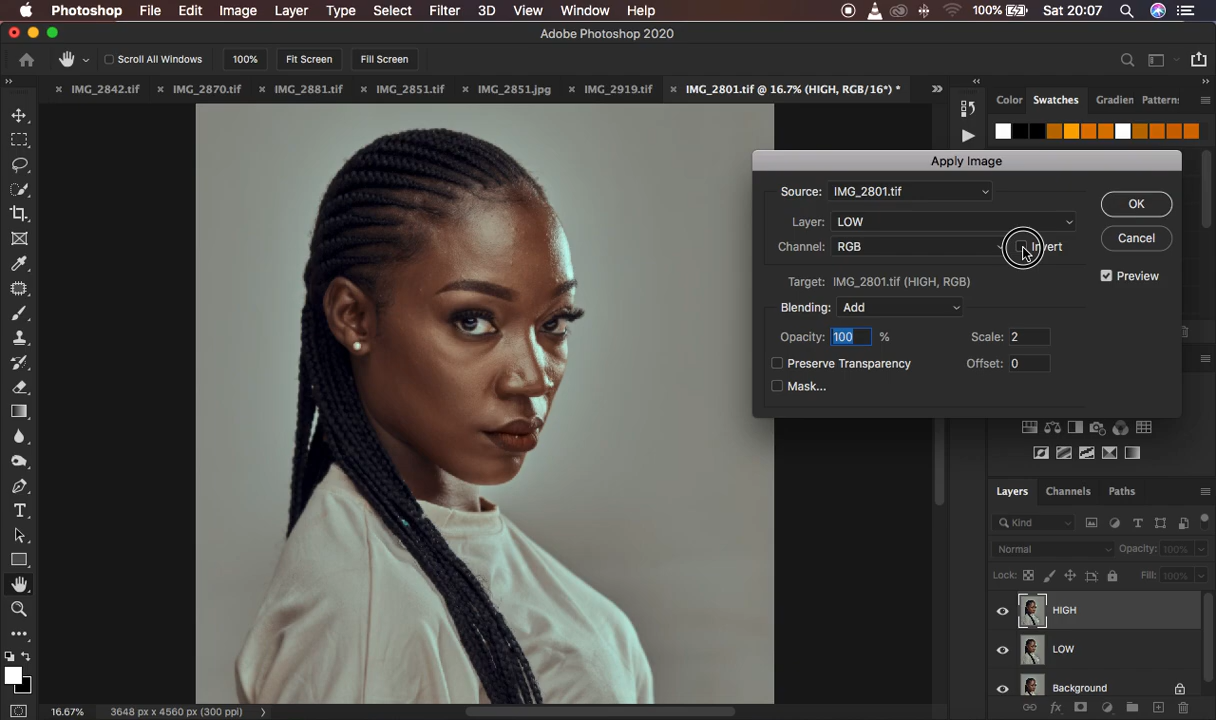 Photoshop File Edit Image Layer Type Select Filter 3D View Window Help 100% Sat 20:07
Adobe Photoshop 2020
Scroll All Windows 100% Fit Screen Fill Screen
IMG_2842.tif IMG_2870.tif IMG_2881.tif IMG_2851.tif IMG_2851.jpg IMG_2919.tif IMG_2801.tif @ 16.7% (HIGH, RGB/16*) *
Color Swatches Gradien Pattern
Apply Image
Source: IMG_2801.tif
OK
Layer: LOW
Channel: RGB Invert
Cancel
Preview
Target: IMG_2801.tif (HIGH, RGB)
Blending: Add
Opacity: 100 % Scale: 2
Preserve Transparency Offset: 0
Mask...
Layers Channels Paths
Kind
Normal Opacity: 100%
Lock: Fill: 100%
HIGH
LOW
Background
16.67% 3648 px x 4560 px (300 ppi)